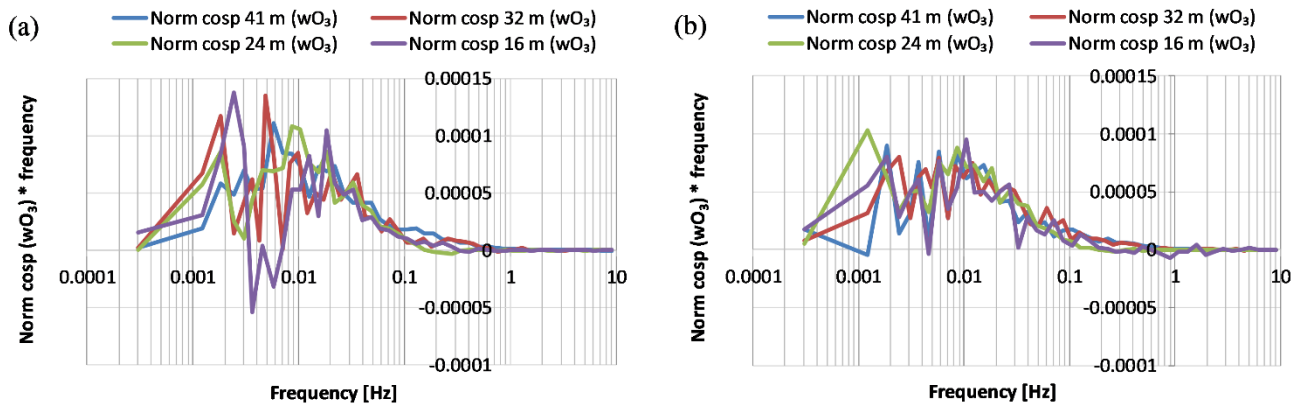 (a)
Norm cosp 41 m (wO₃)
Norm cosp 32 m (wO₃)
Norm cosp 24 m (wO₃)
Norm cosp 16 m (wO₃)
Norm cosp (wO₃) * frequency
0.00015
0.0001
0.00005
0
-0.00005
-0.0001
0.0001
0.001
0.01
0.1
1
10
Frequency [Hz]
(b)
Norm cosp 41 m (wO₃)
Norm cosp 32 m (wO₃)
Norm cosp 24 m (wO₃)
Norm cosp 16 m (wO₃)
Norm cosp (wO₃) * frequency
0.00015
0.0001
0.00005
0
-0.00005
-0.0001
0.0001
0.001
0.01
0.1
1
10
Frequency [Hz]